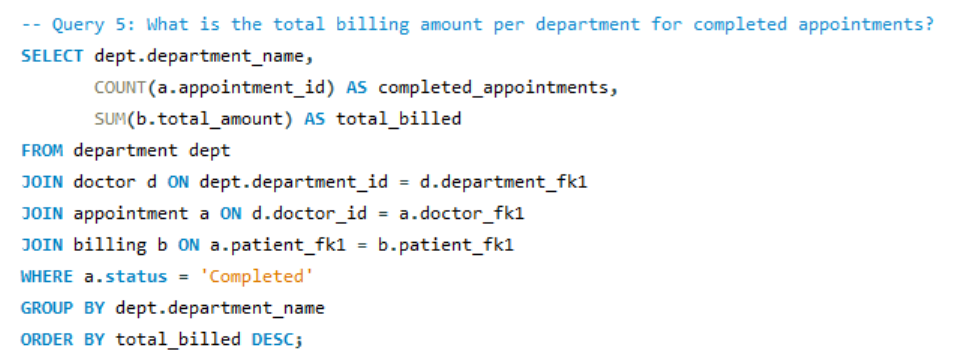 -- Query 5: What is the total billing amount per department for completed appointments?
SELECT dept.department_name,
       COUNT(a.appointment_id) AS completed_appointments,
       SUM(b.total_amount) AS total_billed
FROM department dept
JOIN doctor d ON dept.department_id = d.department_fk1
JOIN appointment a ON d.doctor_id = a.doctor_fk1
JOIN billing b ON a.patient_fk1 = b.patient_fk1
WHERE a.status = 'Completed'
GROUP BY dept.department_name
ORDER BY total_billed DESC;